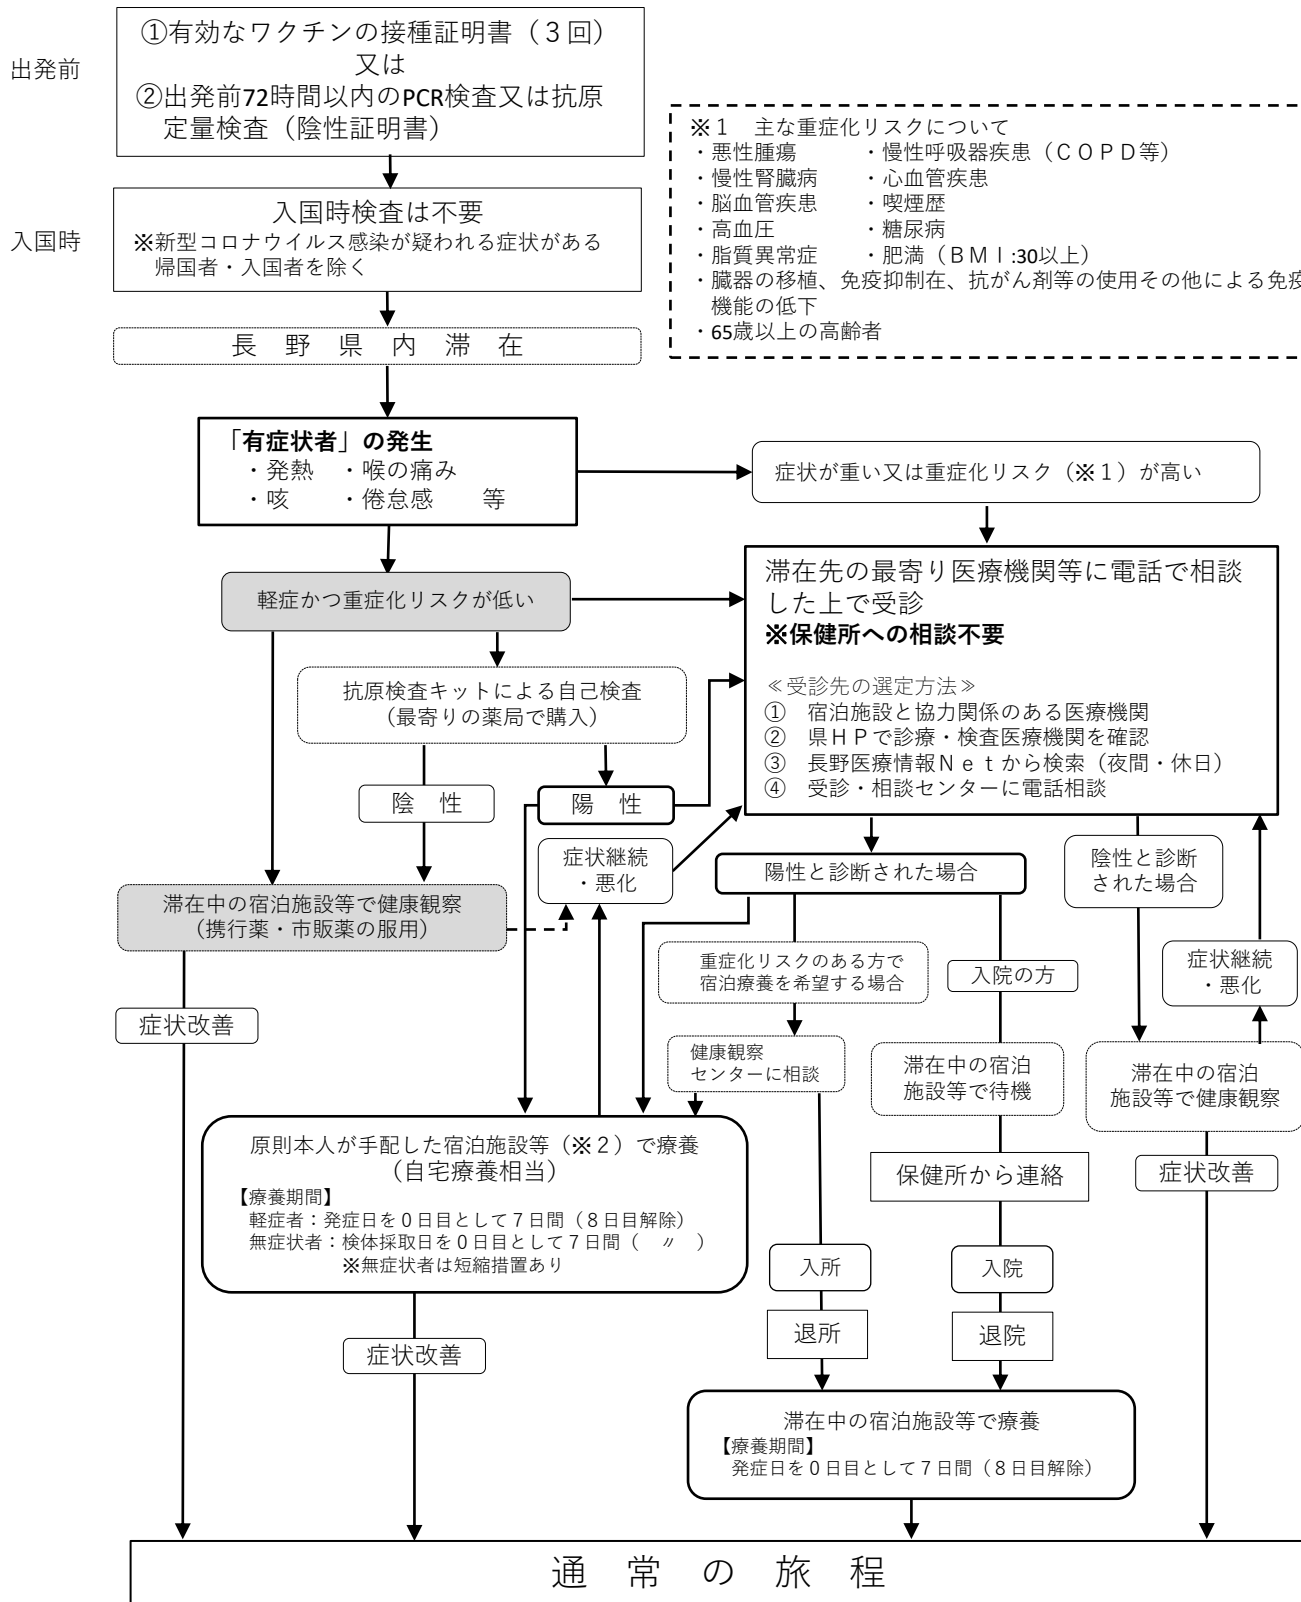 出発前
①有効なワクチンの接種証明書（３回）
又は
②出発前72時間以内のPCR検査又は抗原
定量検査（陰性証明書）
※１　主な重症化リスクについて
・悪性腫瘍　　・慢性呼吸器疾患（ＣＯＰＤ等）
・慢性腎臓病　・心血管疾患
・脳血管疾患　・喫煙歴
・高血圧　　　・糖尿病
・脂質異常症　・肥満（ＢＭＩ:30以上）
・臓器の移植、免疫抑制在、抗がん剤等の使用その他による免疫
機能の低下
・65歳以上の高齢者
入国時
入国時検査は不要
※新型コロナウイルス感染が疑われる症状がある
帰国者・入国者を除く
長　野　県　内　滞　在
「有症状者」の発生
・発熱　・喉の痛み
・咳　　・倦怠感　　等
症状が重い又は重症化リスク（※１）が高い
軽症かつ重症化リスクが低い
滞在先の最寄り医療機関等に電話で相談
した上で受診
※保健所への相談不要
≪受診先の選定方法≫
①　宿泊施設と協力関係のある医療機関
②　県ＨＰで診療・検査医療機関を確認
③　長野医療情報Ｎｅｔから検索（夜間・休日）
④　受診・相談センターに電話相談
抗原検査キットによる自己検査
（最寄りの薬局で購入）
陰　性
陽　性
症状継続
・悪化
陽性と診断された場合
陰性と診断
された場合
滞在中の宿泊施設等で健康観察
（携行薬・市販薬の服用）
重症化リスクのある方で
宿泊療養を希望する場合
入院の方
症状継続
・悪化
症状改善
健康観察
センターに相談
滞在中の宿泊
施設等で待機
滞在中の宿泊
施設等で健康観察
原則本人が手配した宿泊施設等（※２）で療養
（自宅療養相当）
【療養期間】
軽症者：発症日を０日目として７日間（８日目解除）
無症状者：検体採取日を０日目として７日間（　〃　）
※無症状者は短縮措置あり
保健所から連絡
症状改善
入所
入院
退所
退院
症状改善
滞在中の宿泊施設等で療養
【療養期間】
発症日を０日目として７日間（８日目解除）
通　常　の　旅　程